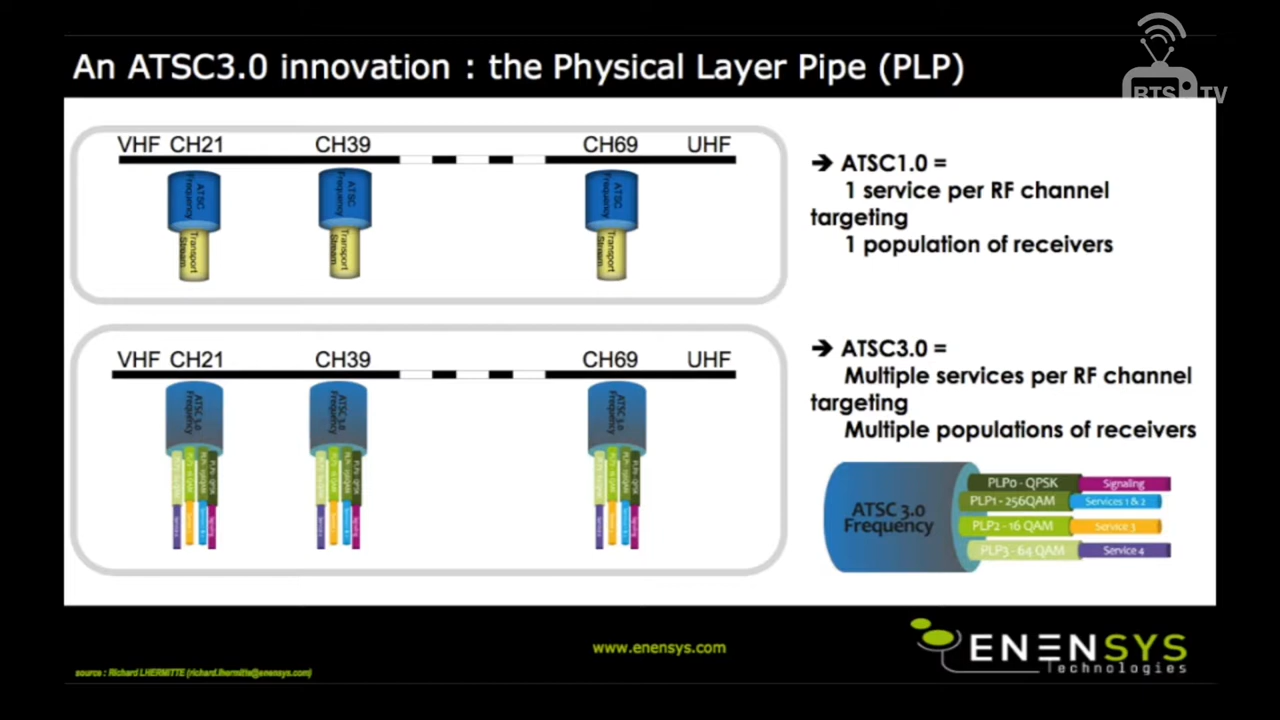 An ATSC3.0 innovation : the Physical Layer Pipe (PLP)
BTS TV
VHF CH21 CH39 CH69 UHF
ATSC Frequency
Transport Stream
ATSC Frequency
Transport Stream
ATSC Frequency
Transport Stream
➔ ATSC1.0 =
1 service per RF channel
targeting
1 population of receivers
VHF CH21 CH39 CH69 UHF
ATSC 3.0 Frequency
ATSC 3.0 Frequency
ATSC 3.0 Frequency
➔ ATSC3.0 =
Multiple services per RF channel
targeting
Multiple populations of receivers
ATSC 3.0
Frequency
PLP0 - QPSK Signaling
PLP1 - 256QAM Services 1 & 2
PLP2 - 16 QAM Service 3
PLP3 - 64 QAM Service 4
source : Richard LHERMITTE (richard.lhermitte@enensys.com)
www.enensys.com
ENENSYS
Technologies